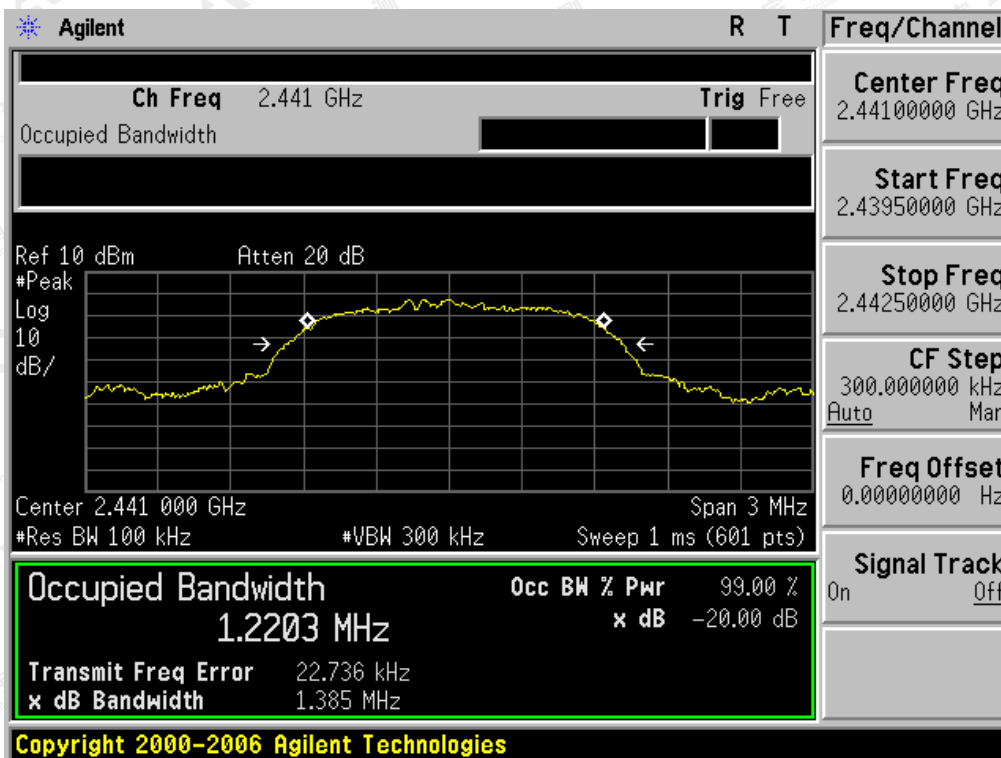 Agilent R T
Ch Freq 2.441 GHz Trig Free
Occupied Bandwidth
Ref 10 dBm Atten 20 dB
#Peak
Log
10
dB/
Center 2.441 000 GHz Span 3 MHz
#Res BW 100 kHz #VBW 300 kHz Sweep 1 ms (601 pts)
Occupied Bandwidth Occ BW % Pwr 99.00 %
1.2203 MHz x dB -20.00 dB
Transmit Freq Error 22.736 kHz
x dB Bandwidth 1.385 MHz
Copyright 2000-2006 Agilent Technologies
Freq/Channel
Center Freq
2.44100000 GHz
Start Freq
2.43950000 GHz
Stop Freq
2.44250000 GHz
CF Step
300.000000 kHz
Auto Man
Freq Offset
0.00000000 Hz
Signal Track
On Off